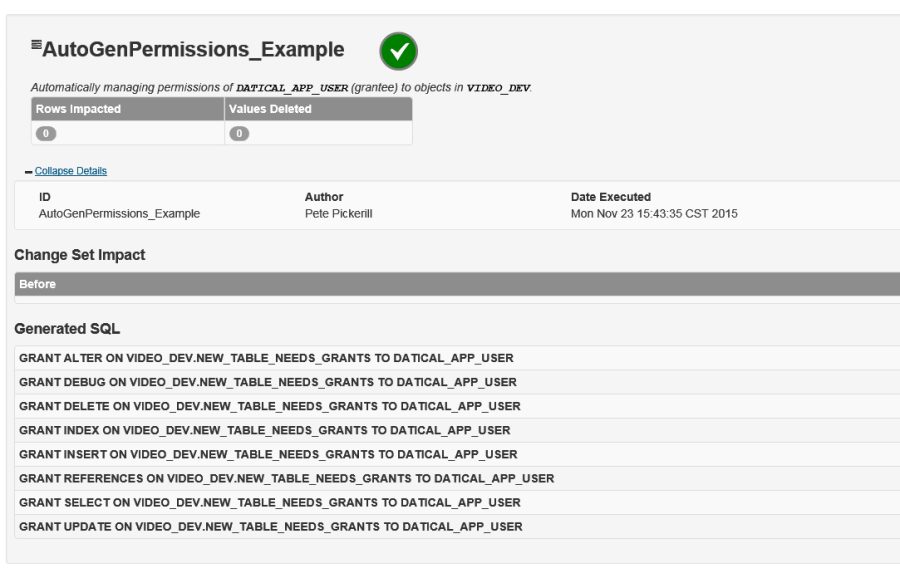 AutoGenPermissions_Example
Automatically managing permissions of DATICAL_APP_USER (grantee) to objects in VIDEO_DEV.
Rows Impacted Values Deleted
0 0
Collapse Details
ID Author Date Executed
AutoGenPermissions_Example Pete Pickerill Mon Nov 23 15:43:35 CST 2015
Change Set Impact
Before
Generated SQL
GRANT ALTER ON VIDEO_DEV.NEW_TABLE_NEEDS_GRANTS TO DATICAL_APP_USER
GRANT DEBUG ON VIDEO_DEV.NEW_TABLE_NEEDS_GRANTS TO DATICAL_APP_USER
GRANT DELETE ON VIDEO_DEV.NEW_TABLE_NEEDS_GRANTS TO DATICAL_APP_USER
GRANT INDEX ON VIDEO_DEV.NEW_TABLE_NEEDS_GRANTS TO DATICAL_APP_USER
GRANT INSERT ON VIDEO_DEV.NEW_TABLE_NEEDS_GRANTS TO DATICAL_APP_USER
GRANT REFERENCES ON VIDEO_DEV.NEW_TABLE_NEEDS_GRANTS TO DATICAL_APP_USER
GRANT SELECT ON VIDEO_DEV.NEW_TABLE_NEEDS_GRANTS TO DATICAL_APP_USER
GRANT UPDATE ON VIDEO_DEV.NEW_TABLE_NEEDS_GRANTS TO DATICAL_APP_USER